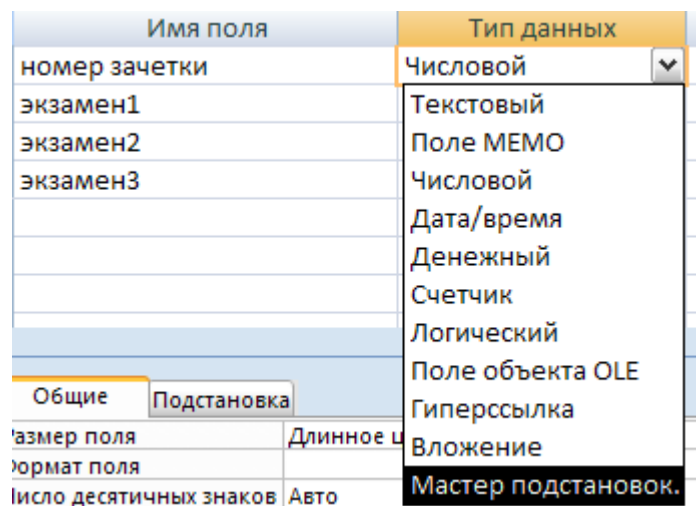 Имя поля Тип данных
номер зачетки Числовой
экзамен1 Текстовый
экзамен2 Поле МЕМО
экзамен3 Числовой
Дата/время
Денежный
Счетчик
Логический
Поле объекта OLE
Общие Подстановка Гиперссылка
Размер поля Длинное ц Вложение
Формат поля
Число десятичных знаков Авто Мастер подстановок.